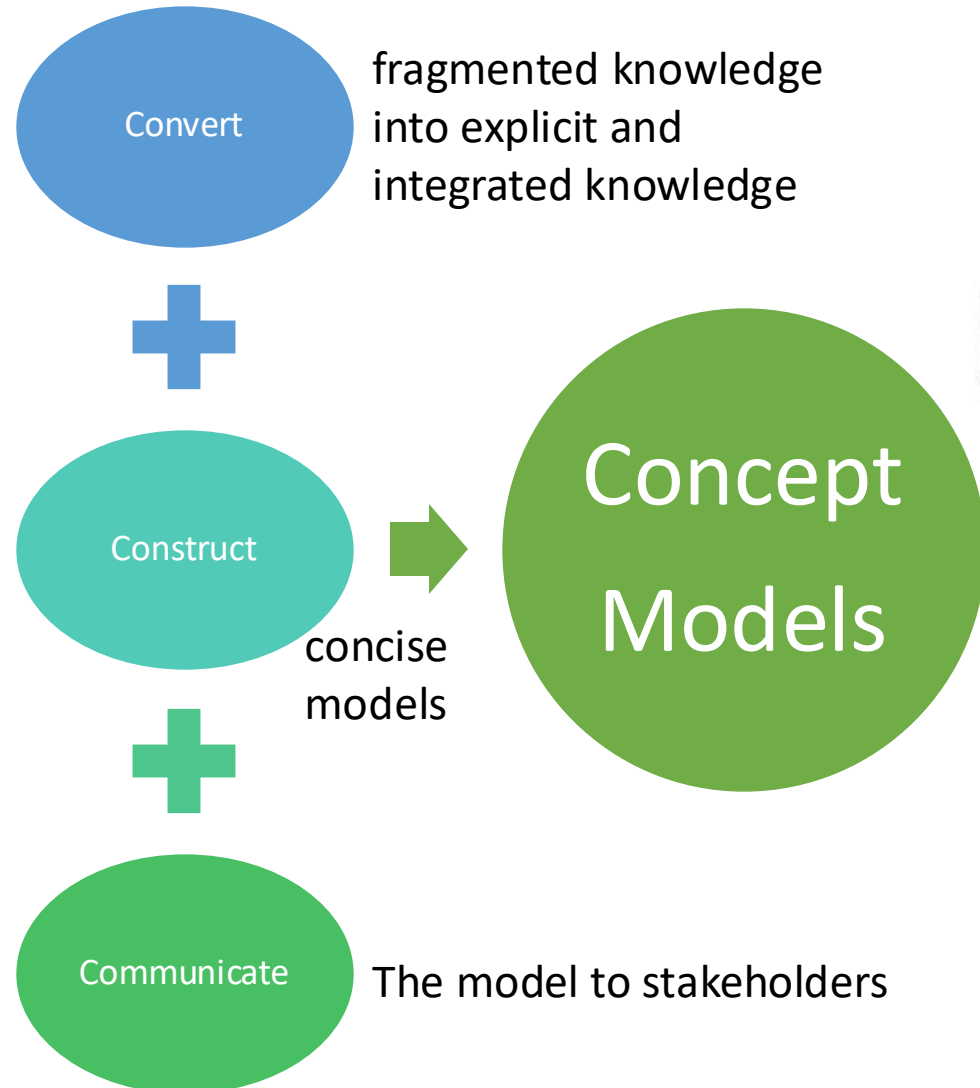 Convert
fragmented knowledge
into explicit and
integrated knowledge
Construct
concise
models
Concept
Models
Communicate
The model to stakeholders